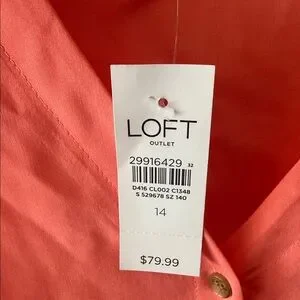 LOFT
OUTLET
29916429 32
D416 CL002 C1348
S 529678 SZ 140
14
$79.99